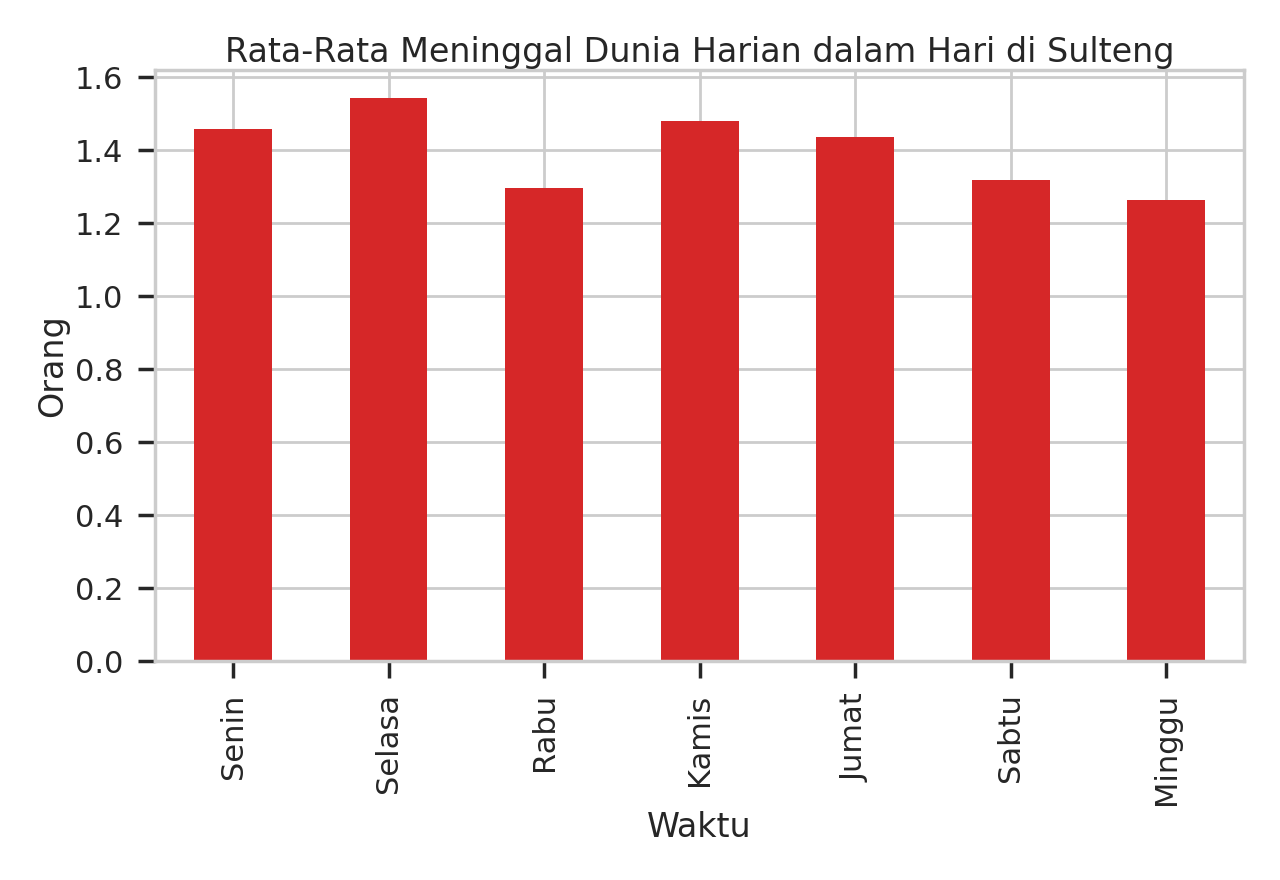 Rata-Rata Meninggal Dunia Harian dalam Hari di Sulteng
1.6
1.4
1.2
1.0
0.8
0.6
0.4
0.2
0.0
Orang
Senin
Selasa
Rabu
Kamis
Jumat
Sabtu
Minggu
Waktu